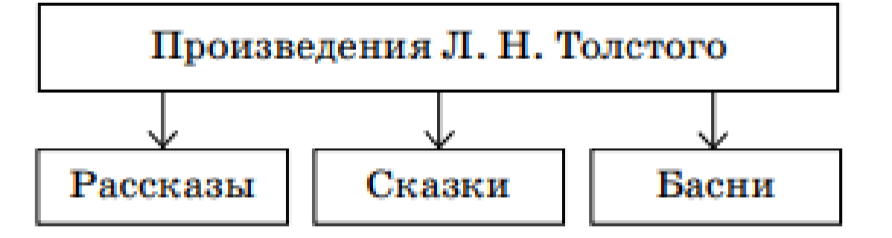 Произведения Л. Н. Толстого
Рассказы
Сказки
Басни